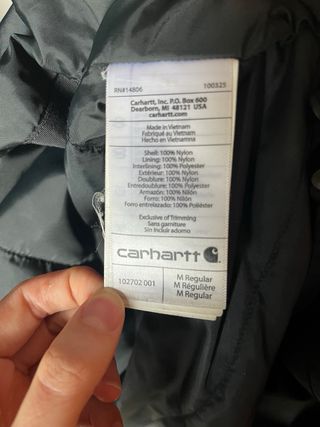 RN#14806 100325
Carhartt, Inc. P.O. Box 600
Dearborn, MI 48121 USA
carhartt.com
Made in Vietnam
Fabriqué au Vietnam
Hecho en Vietnamna
Shell: 100% Nylon
Lining: 100% Nylon
Interlining: 100% Polyester
Extérieur: 100% Nylon
Doublure: 100% Nylon
Entredoublure: 100% Polyester
Armazón: 100% Nilón
Forro: 100% Nilón
Forro entrelazado: 100% Poliéster
Exclusive of Trimming
Sans garniture
Sin incluir adorno
carhartt
102702 001 M Regular
M Régulière
M Regular